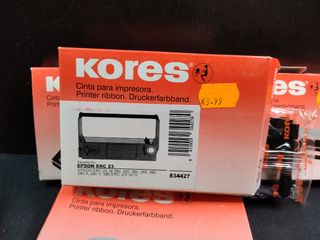 Kores
Cinta para impresora.
Printer ribbon. Druckerfarbband.
€3.99
EPSON ERC 23
834427
Kores
Cinta para impresora.
Printer ribbon. Druckerfarbband.